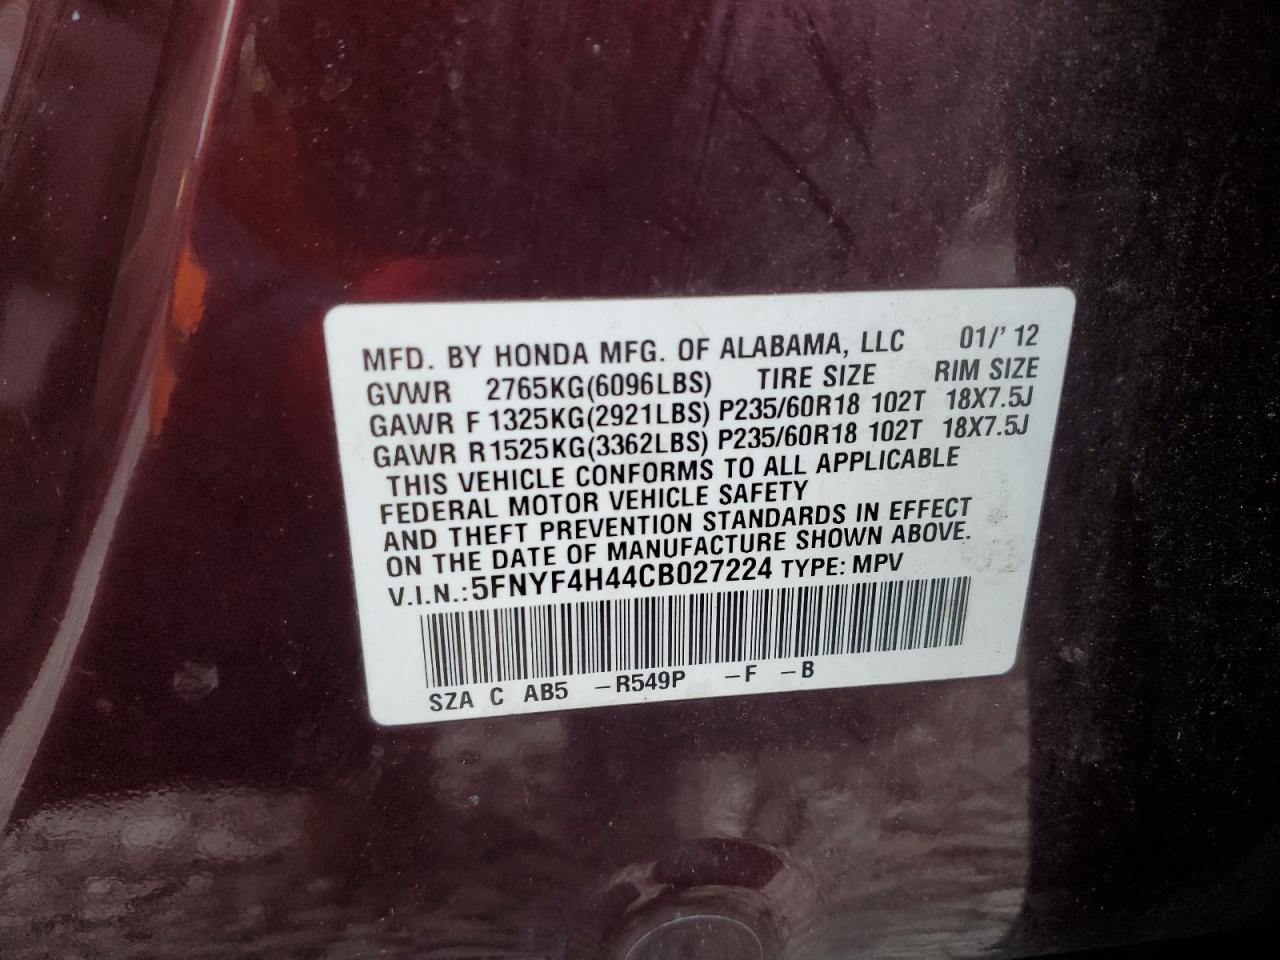 MFD. BY HONDA MFG. OF ALABAMA, LLC 01/' 12
GVWR 2765KG(6096LBS) TIRE SIZE RIM SIZE
GAWR F 1325KG(2921LBS) P235/60R18 102T 18X7.5J
GAWR R 1525KG(3362LBS) P235/60R18 102T 18X7.5J
THIS VEHICLE CONFORMS TO ALL APPLICABLE
FEDERAL MOTOR VEHICLE SAFETY
AND THEFT PREVENTION STANDARDS IN EFFECT
ON THE DATE OF MANUFACTURE SHOWN ABOVE.
V.I.N.: 5FNYF4H44CB027224 TYPE: MPV
SZA C AB5 -R549P -F -B